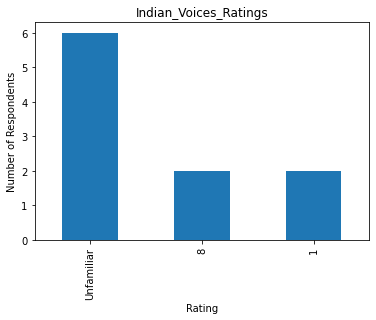 Indian_Voices_Ratings
Number of Respondents
6
5
4
3
2
1
0
Unfamiliar
8
1
Rating